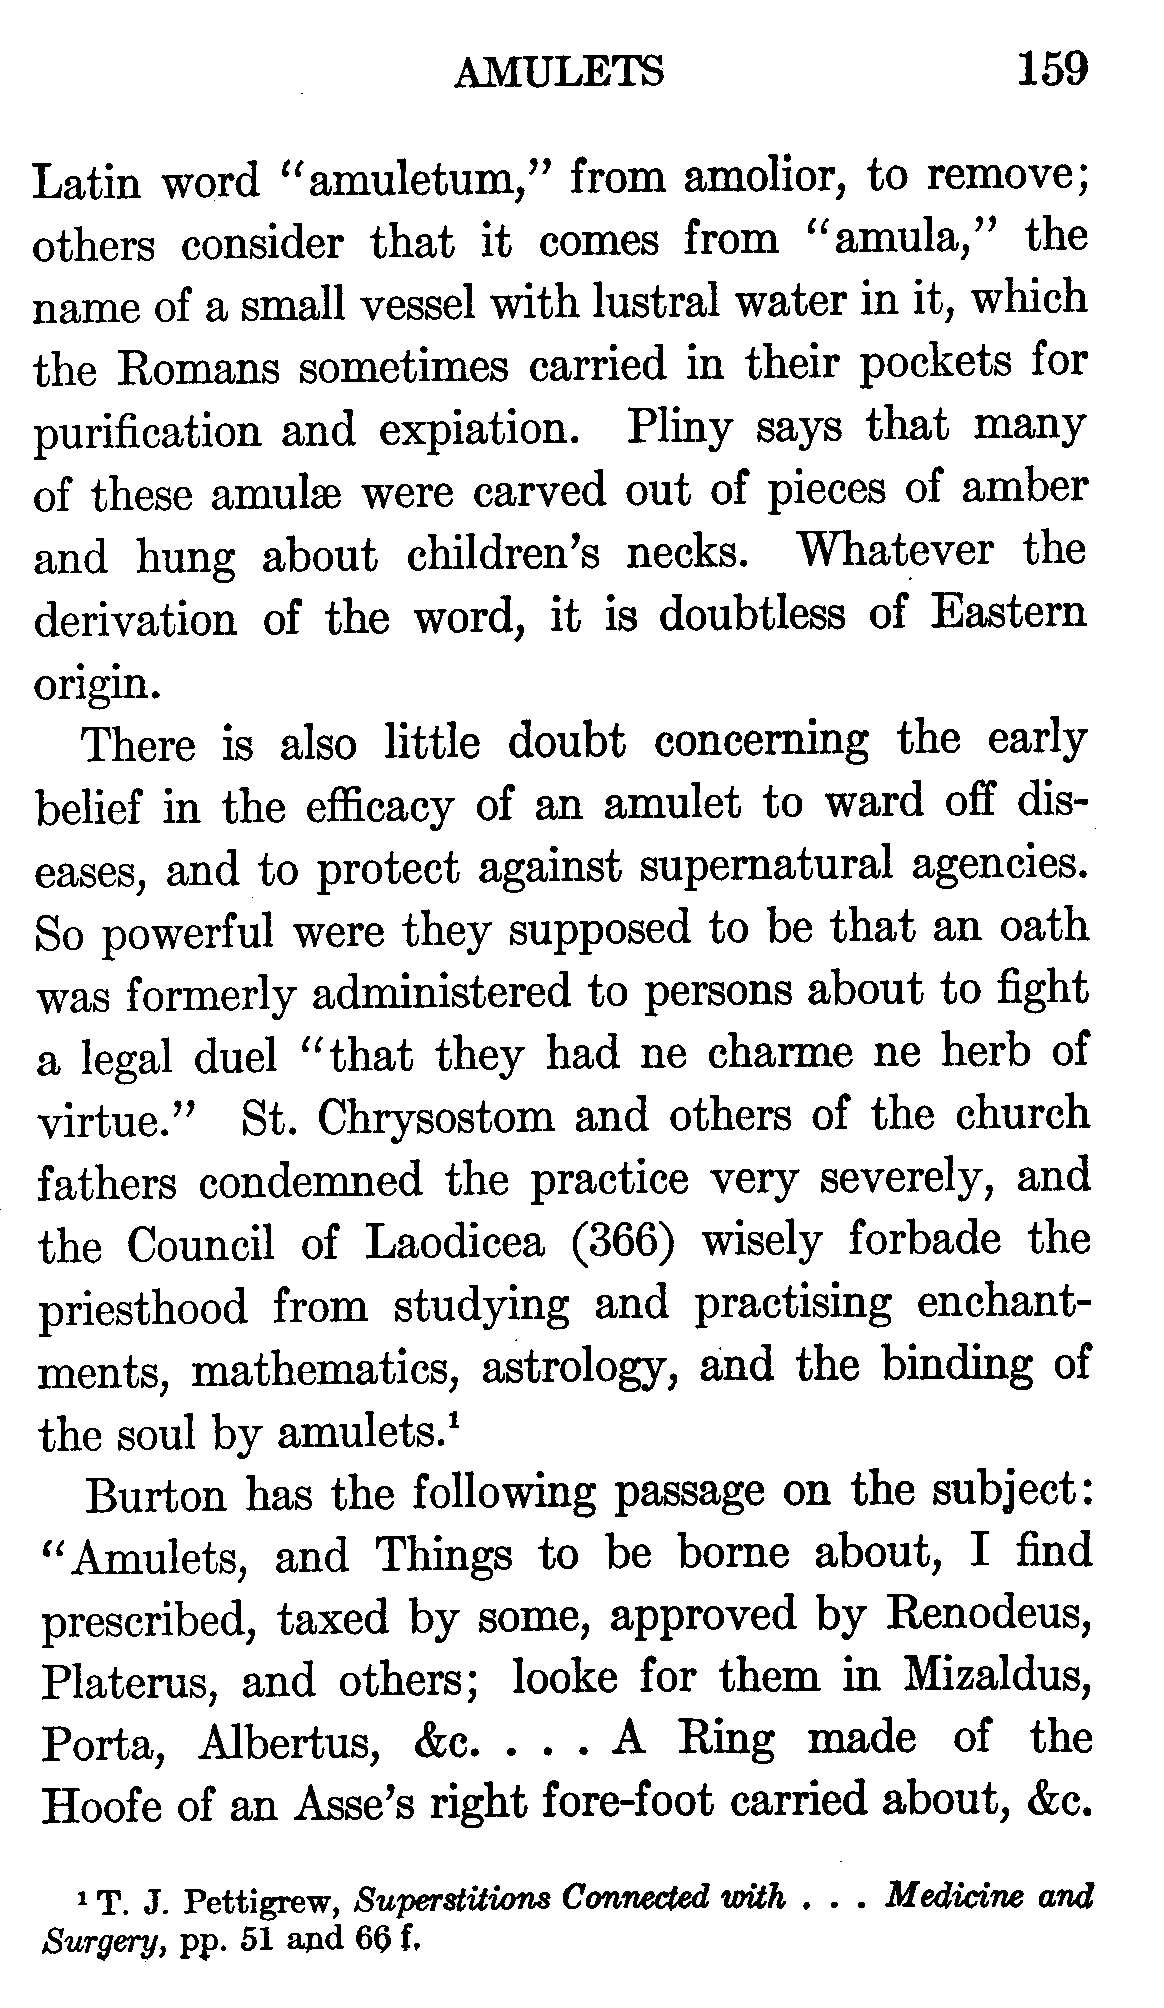 AMULETS 159
Latin word “amuletum,” from amolior, to remove;
others consider that it comes from “amula,” the
name of a small vessel with lustral water in it, which
the Romans sometimes carried in their pockets for
purification and expiation. Pliny says that many
of these amulæ were carved out of pieces of amber
and hung about children’s necks. Whatever the
derivation of the word, it is doubtless of Eastern
origin.
There is also little doubt concerning the early
belief in the efficacy of an amulet to ward off dis-
eases, and to protect against supernatural agencies.
So powerful were they supposed to be that an oath
was formerly administered to persons about to fight
a legal duel “that they had ne charme ne herb of
virtue.” St. Chrysostom and others of the church
fathers condemned the practice very severely, and
the Council of Laodicea (366) wisely forbade the
priesthood from studying and practising enchant-
ments, mathematics, astrology, and the binding of
the soul by amulets.¹
Burton has the following passage on the subject:
“Amulets, and Things to be borne about, I find
prescribed, taxed by some, approved by Renodeus,
Platerus, and others; looke for them in Mizaldus,
Porta, Albertus, &c. . . . A Ring made of the
Hoofe of an Asse’s right fore-foot carried about, &c.
¹ T. J. Pettigrew, Superstitions Connected with . . . Medicine and
Surgery, pp. 51 and 66 f.